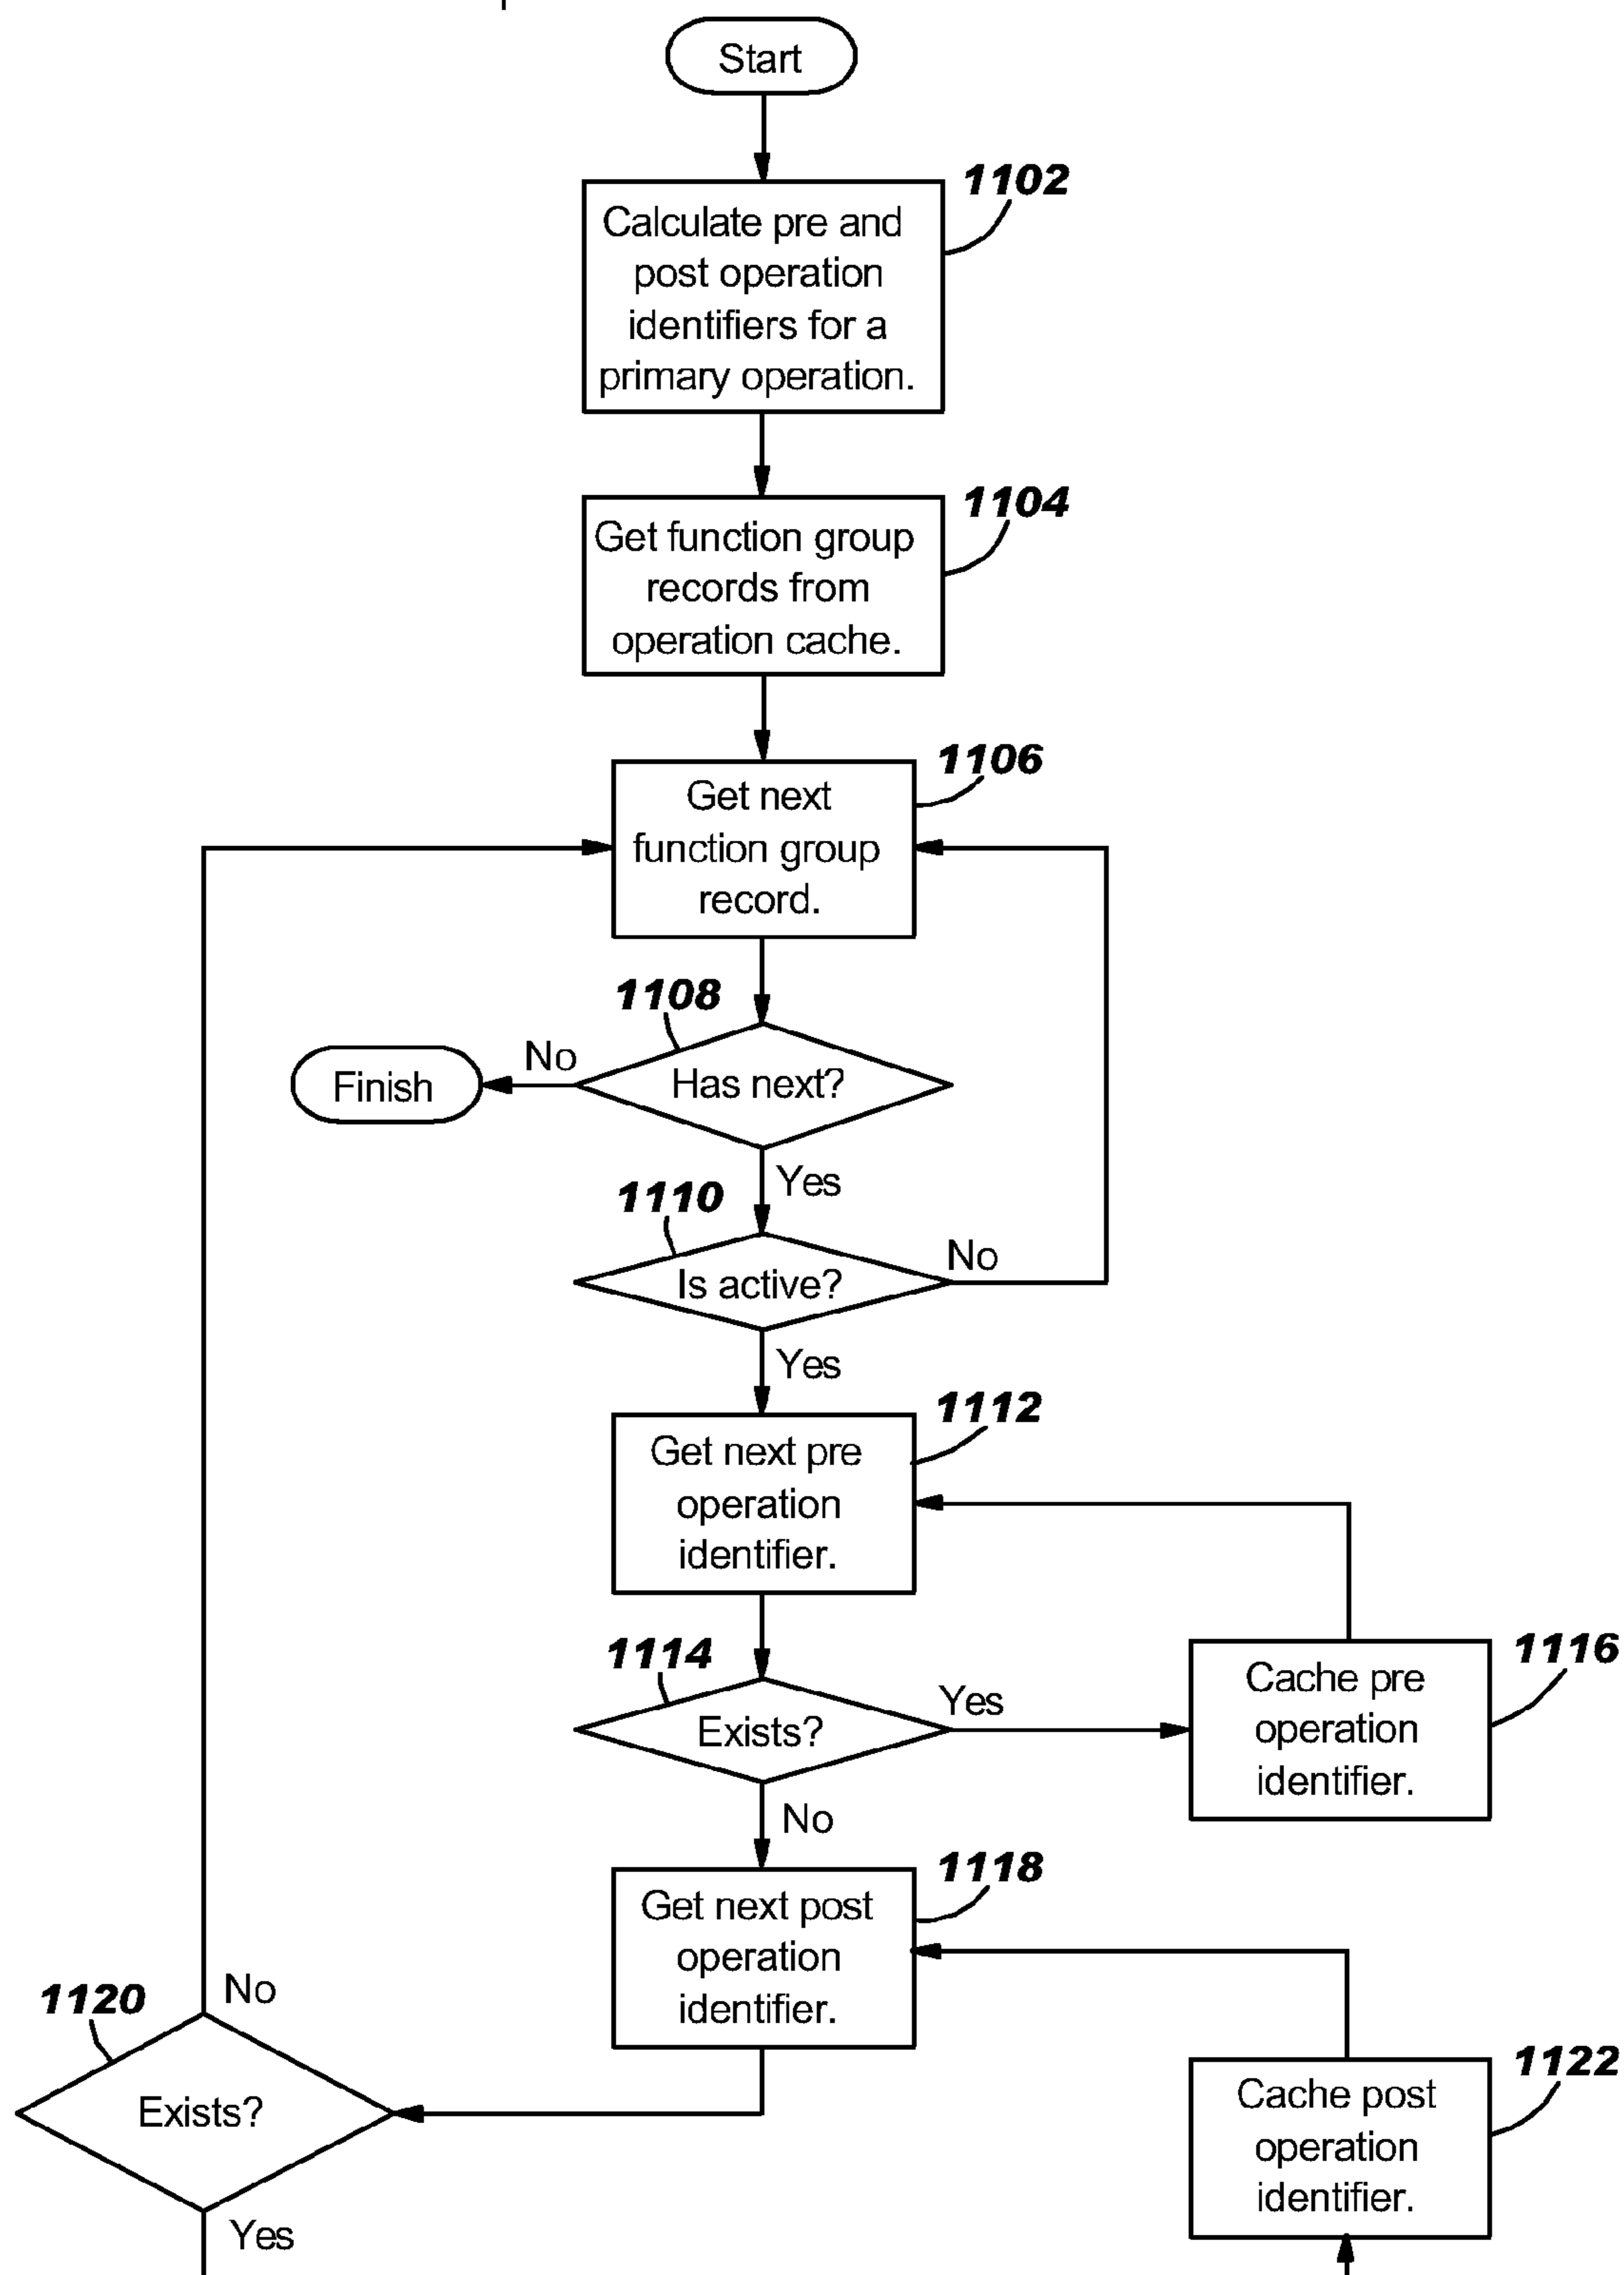 Start
1102
Calculate pre and
post operation
identifiers for a
primary operation.
1104
Get function group
records from
operation cache.
1106
Get next
function group
record.
1108
No
Finish
Has next?
Yes
1110
No
Is active?
Yes
1112
Get next pre
operation
identifier.
1114
Yes
Exists?
1116
Cache pre
operation
identifier.
No
1118
Get next post
operation
identifier.
No
1120
Exists?
Yes
1122
Cache post
operation
identifier.